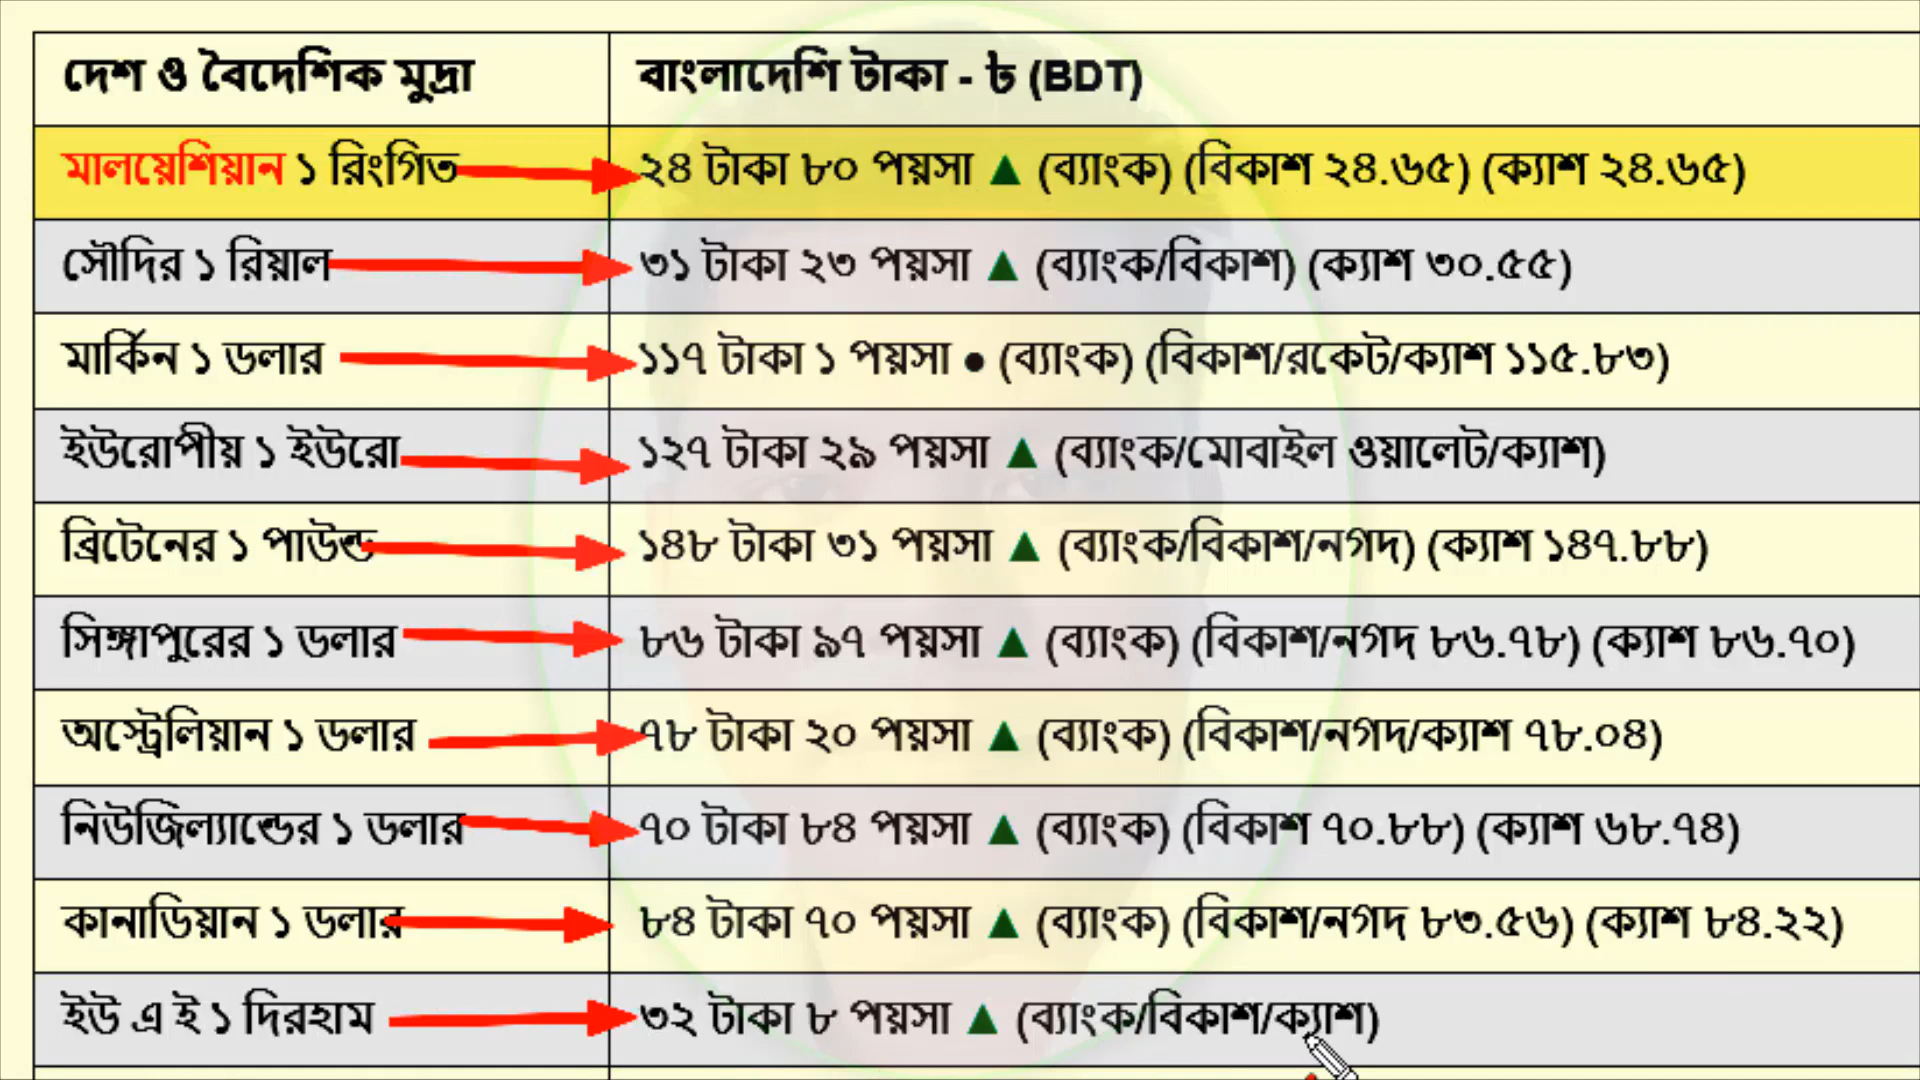 দেশ ও বৈদেশিক মুদ্রা
বাংলাদেশি টাকা - ৳ (BDT)
মালয়েশিয়ান ১ রিংগিত
২৪ টাকা ৮০ পয়সা ▲ (ব্যাংক) (বিকাশ ২৪.৬৫) (ক্যাশ ২৪.৬৫)
সৌদির ১ রিয়াল
৩১ টাকা ২৩ পয়সা ▲ (ব্যাংক/বিকাশ) (ক্যাশ ৩০.৫৫)
মার্কিন ১ ডলার
১১৭ টাকা ১ পয়সা ● (ব্যাংক) (বিকাশ/রকেট/ক্যাশ ১১৫.৮৩)
ইউরোপীয় ১ ইউরো
১২৭ টাকা ২৯ পয়সা ▲ (ব্যাংক/মোবাইল ওয়ালেট/ক্যাশ)
ব্রিটেনের ১ পাউন্ড
১৪৮ টাকা ৩১ পয়সা ▲ (ব্যাংক/বিকাশ/নগদ) (ক্যাশ ১৪৭.৮৮)
সিঙ্গাপুরের ১ ডলার
৮৬ টাকা ৯৭ পয়সা ▲ (ব্যাংক) (বিকাশ/নগদ ৮৬.৭৮) (ক্যাশ ৮৬.৭০)
অস্ট্রেলিয়ান ১ ডলার
৭৮ টাকা ২০ পয়সা ▲ (ব্যাংক) (বিকাশ/নগদ/ক্যাশ ৭৮.০৪)
নিউজিল্যান্ডের ১ ডলার
৭০ টাকা ৮৪ পয়সা ▲ (ব্যাংক) (বিকাশ ৭০.৮৮) (ক্যাশ ৬৮.৭৪)
কানাডিয়ান ১ ডলার
৮৪ টাকা ৭০ পয়সা ▲ (ব্যাংক) (বিকাশ/নগদ ৮৩.৫৬) (ক্যাশ ৮৪.২২)
ইউ এ ই ১ দিরহাম
৩২ টাকা ৮ পয়সা ▲ (ব্যাংক/বিকাশ/ক্যাশ)